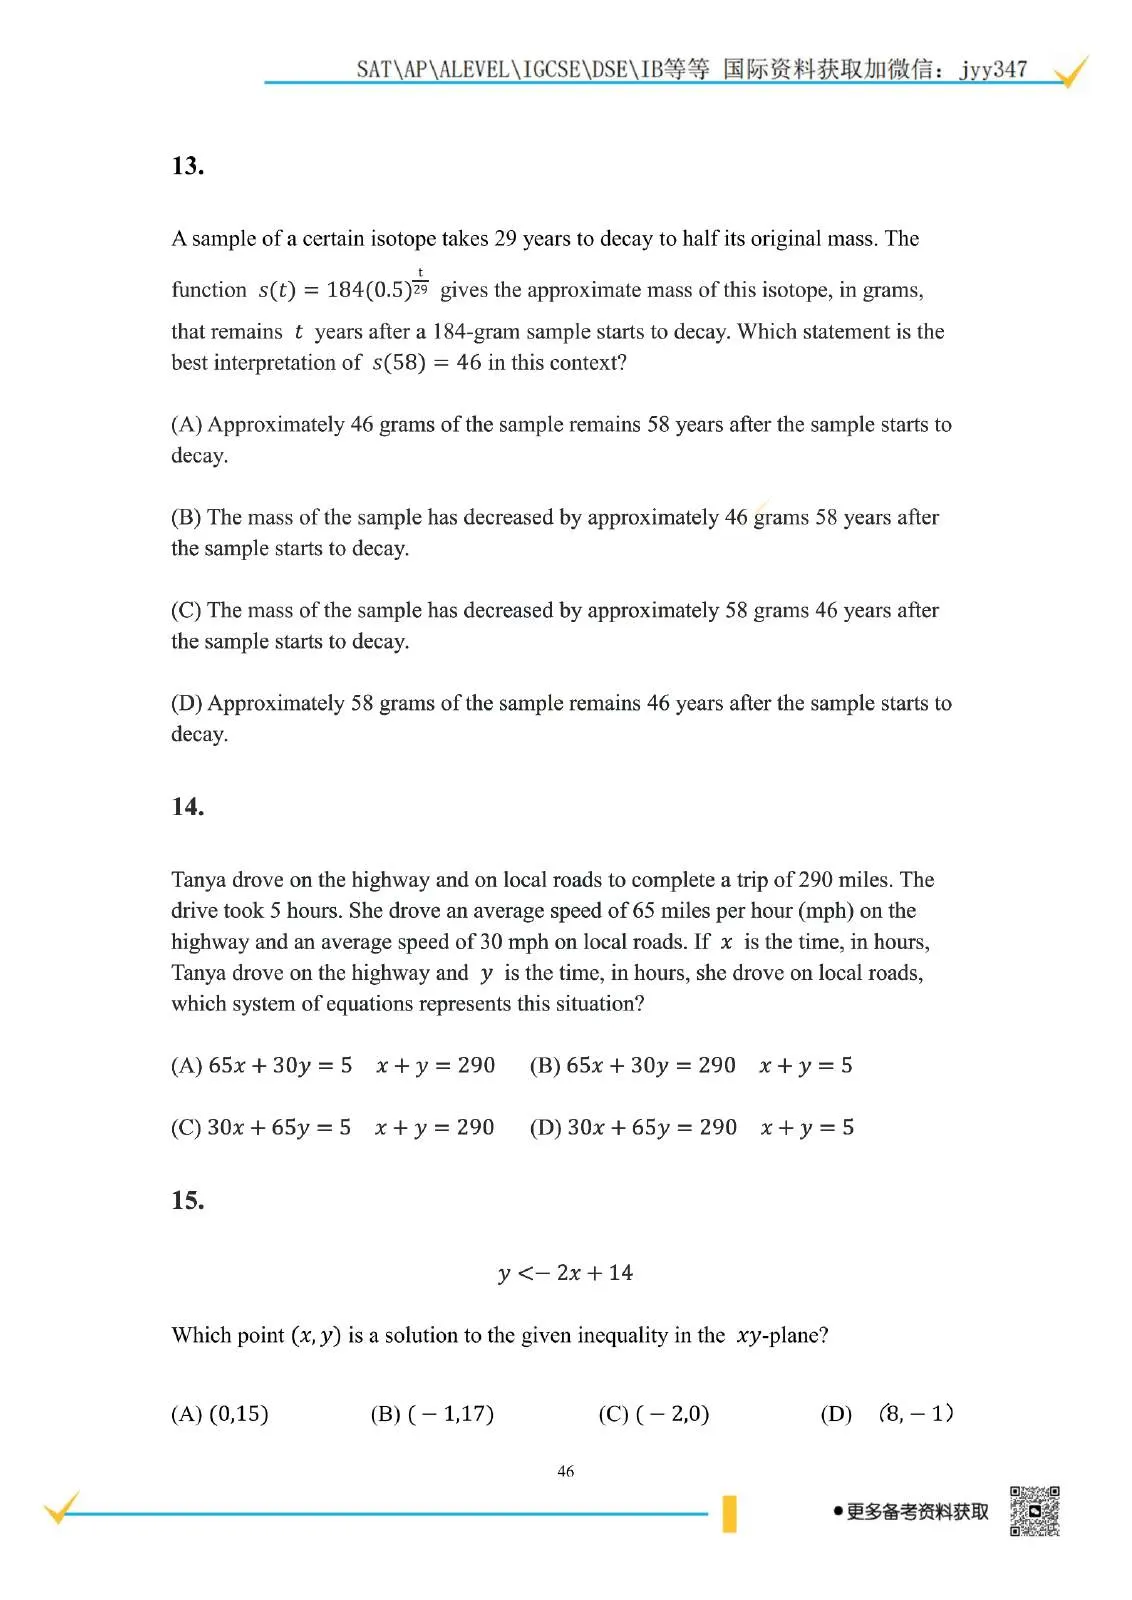 SAT\AP\ALEVEL\IGCSE\DSE\IB等等 国际资料获取加微信: jyy347
13.
A sample of a certain isotope takes 29 years to decay to half its original mass. The
function s(t) = 184(0.5)^(t/29) gives the approximate mass of this isotope, in grams,
that remains t years after a 184-gram sample starts to decay. Which statement is the
best interpretation of s(58) = 46 in this context?
(A) Approximately 46 grams of the sample remains 58 years after the sample starts to
decay.
(B) The mass of the sample has decreased by approximately 46 grams 58 years after
the sample starts to decay.
(C) The mass of the sample has decreased by approximately 58 grams 46 years after
the sample starts to decay.
(D) Approximately 58 grams of the sample remains 46 years after the sample starts to
decay.
14.
Tanya drove on the highway and on local roads to complete a trip of 290 miles. The
drive took 5 hours. She drove an average speed of 65 miles per hour (mph) on the
highway and an average speed of 30 mph on local roads. If x is the time, in hours,
Tanya drove on the highway and y is the time, in hours, she drove on local roads,
which system of equations represents this situation?
(A) 65x + 30y = 5 x + y = 290 (B) 65x + 30y = 290 x + y = 5
(C) 30x + 65y = 5 x + y = 290 (D) 30x + 65y = 290 x + y = 5
15.
y <− 2x + 14
Which point (x, y) is a solution to the given inequality in the xy-plane?
(A) (0,15) (B) ( − 1,17) (C) ( − 2,0) (D) (8, − 1)
46
●更多备考资料获取